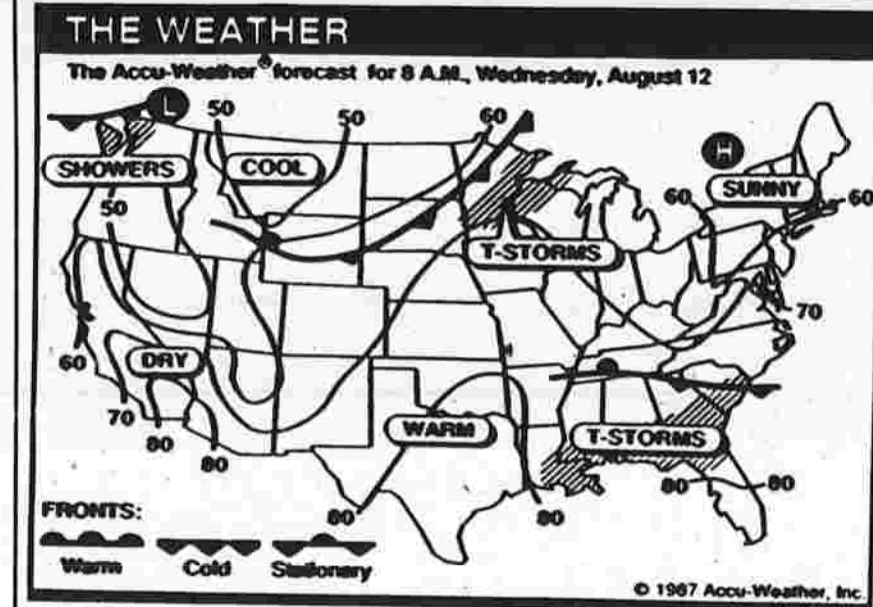 THE WEATHER
The Accu-Weather® forecast for 8 A.M., Wednesday, August 12
L
50
50
60
H
SHOWERS
COOL
SUNNY
50
60
60
T-STORMS
70
60
DRY
70
WARM
T-STORMS
80
80
80
80
80
80
FRONTS:
Warm
Cold
Stationary
© 1987 Accu-Weather, Inc.